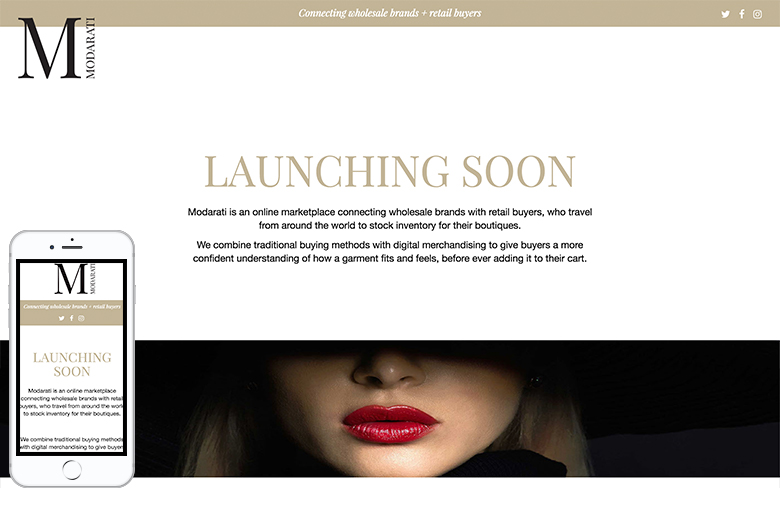 Connecting wholesale brands + retail buyers
M
MODARATI
LAUNCHING SOON
Modarati is an online marketplace connecting wholesale brands with retail buyers, who travel
from around the world to stock inventory for their boutiques.
We combine traditional buying methods with digital merchandising to give buyers a more
confident understanding of how a garment fits and feels, before ever adding it to their cart.
M
MODARATI
Connecting wholesale brands + retail buyers
LAUNCHING
SOON
Modarati is an online marketplace
connecting wholesale brands with retail
buyers, who travel from around the world
to stock inventory for their boutiques.
We combine traditional buying methods
with digital merchandising to give buyers